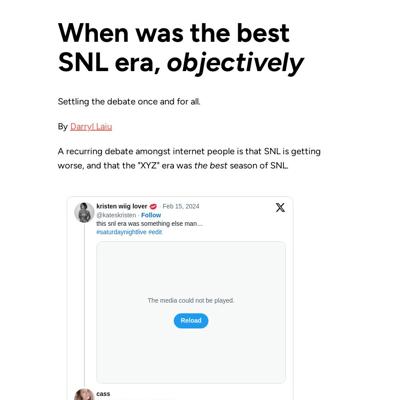 When was the best
SNL era, objectively
Settling the debate once and for all.
By Darryl Laiu
A recurring debate amongst internet people is that SNL is getting
worse, and that the "XYZ" era was the best season of SNL.
kristen wiig lover 💋 Feb 15, 2024
@kateskristen · Follow
this snl era was something else man…
#saturdaynightlive #edit
The media could not be played.
Reload
cass